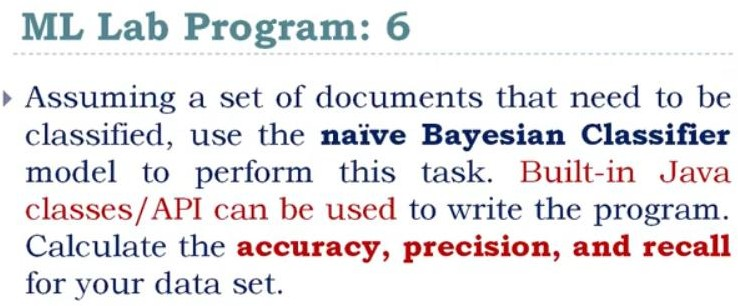 ML Lab Program: 6
Assuming a set of documents that need to be
classified, use the naïve Bayesian Classifier
model to perform this task. Built-in Java
classes/API can be used to write the program.
Calculate the accuracy, precision, and recall
for your data set.